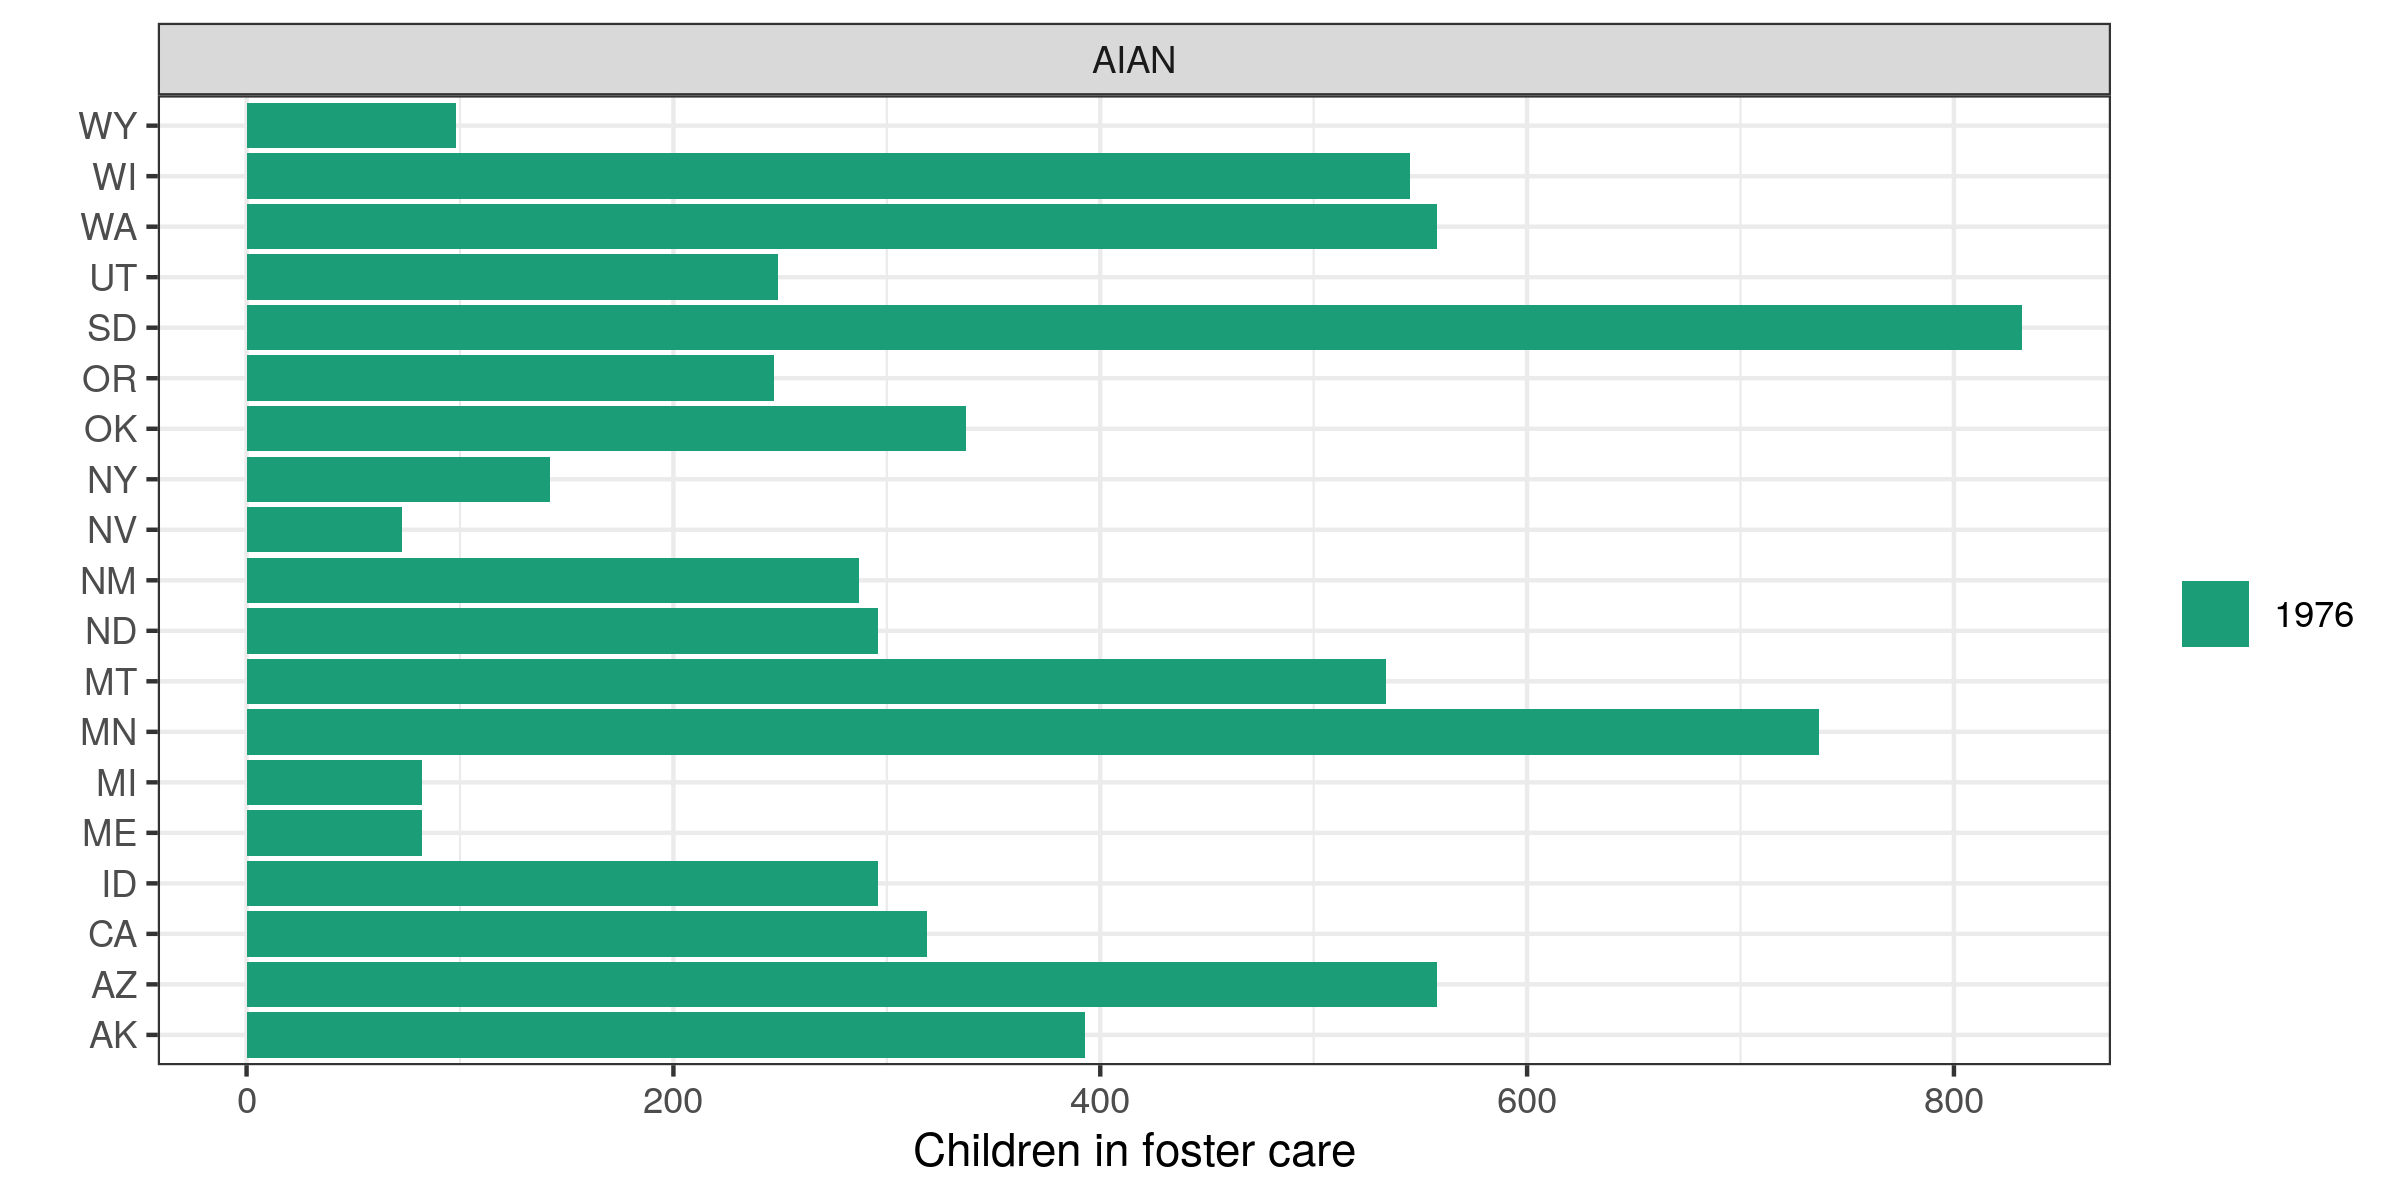 AIAN
WY
WI
WA
UT
SD
OR
OK
NY
NV
NM
ND
MT
MN
MI
ME
ID
CA
AZ
AK
0 200 400 600 800
Children in foster care
1976